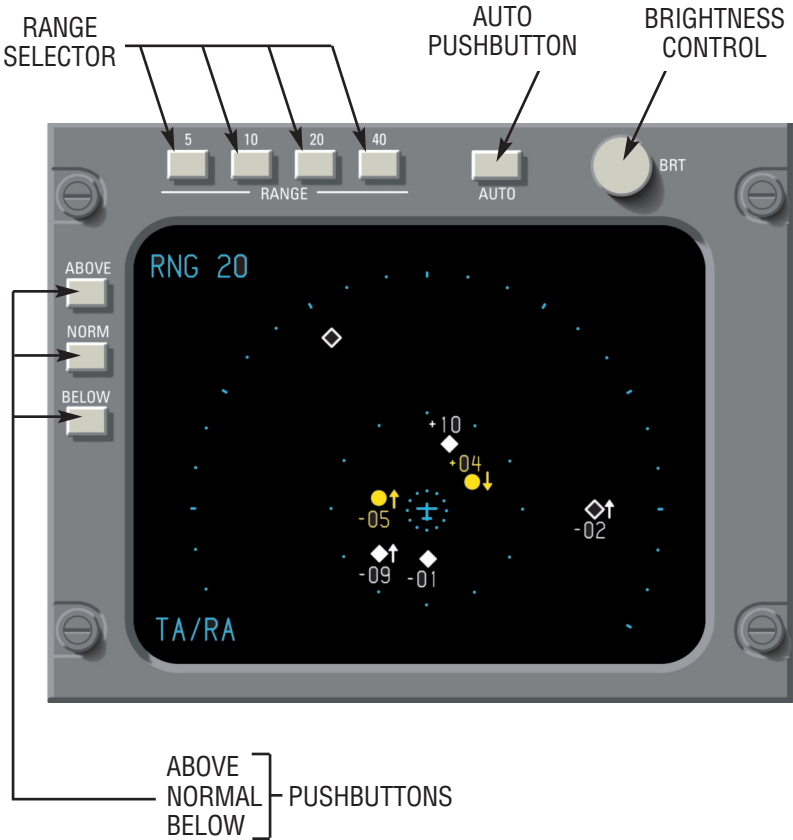 RANGE
SELECTOR
AUTO
PUSHBUTTON
BRIGHTNESS
CONTROL
5
10
20
40
RANGE
AUTO
BRT
ABOVE
NORM
BELOW
RNG 20
+10
+04
-05
-02
-09
-01
TA/RA
ABOVE
NORMAL
BELOW
PUSHBUTTONS